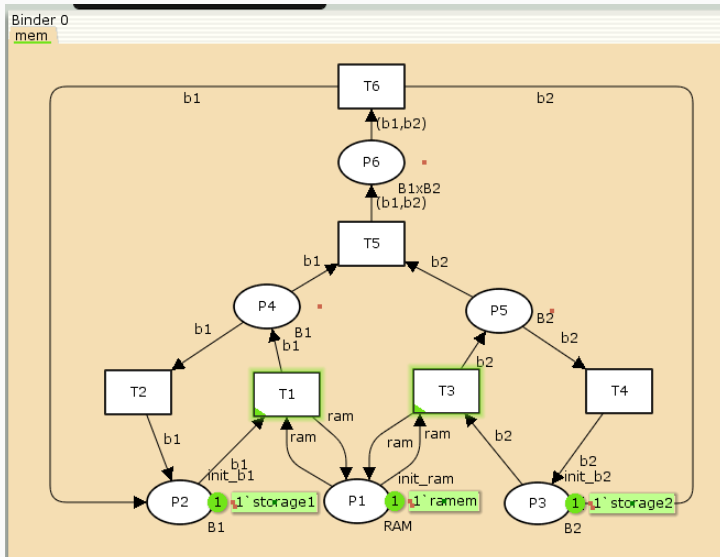 Binder 0
mem
T6
b1
b2
(b1,b2)
P6
B1xB2
(b1,b2)
T5
b1
b2
P4
P5
B1
B2
b1
b1
b2
b2
T2
T1
T3
T4
ram
ram
ram
ram
b1
b1
b2
b2
init_b1
init_ram
init_b2
P2
1
1`storage1
P1
1
1`ramem
P3
1
1`storage2
B1
RAM
B2